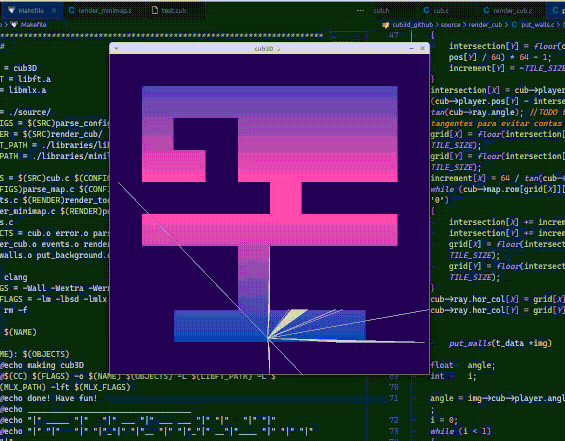 Makefile
render_minimap.c
test.cub
...
cub.h
cub.c
render_cub
put_walls.c
Makefile
cub3d_github > source > render_cub > put_walls.c
cub3D
#
= cub3D
T = libft.a
= libmlx.a
= ./source/
IGS = $(SRC)parse_config
ER = $(SRC)render_cub/
T_PATH = ./libraries/lib
PATH = ./libraries/mini
S = $(SRC)cub.c $(CONFIG
FIGS)parse_map.c $(CONFI
ts.c $(RENDER)render_too
er_minimap.c $(RENDER)pu
s.c
CTS = cub.o error.o pars
er_cub.o events.o render
walls.o put_background.o
clang
GS = -Wall -Wextra -Werr
FLAGS = -lm -lbsd -lmlx
rm -f
$(NAME)
ME): $(OBJECTS)
@echo making cub3D
@$(CC) $(FLAGS) -o $(NAME) $(OBJECTS) -L $(LIBFT_PATH) -L $
(MLX_PATH) -lft $(MLX_FLAGS)
@echo done! Have fun!
@echo
@echo
@echo
47
intersection[Y] = floor(c
pos[Y] / 64) * 64 - 1;
increment[Y] = -TILE_SIZE
}
intersection[X] = cub->player
(cub->player.pos[Y] - interse
tan(cub->ray.angle); //TODO
tangentes para evitar contas
grid[X] = floor(intersection[
TILE_SIZE);
grid[Y] = floor(intersection[
TILE_SIZE);
increment[X] = 64 / tan(cub->
while (cub->map.rom[grid[X]][
'0')
{
intersection[X] += increm
intersection[Y] += increm
grid[X] = floor(intersect
TILE_SIZE);
grid[Y] = floor(intersect
TILE_SIZE);
}
cub->ray.hor_col[X] = grid[X]
cub->ray.hor_col[Y] = grid[Y]
put_walls(t_data *img)
float angle;
int i;
70
71
angle = img->cub->player.angl
;
72
i = 0;
73
while (i < 1)